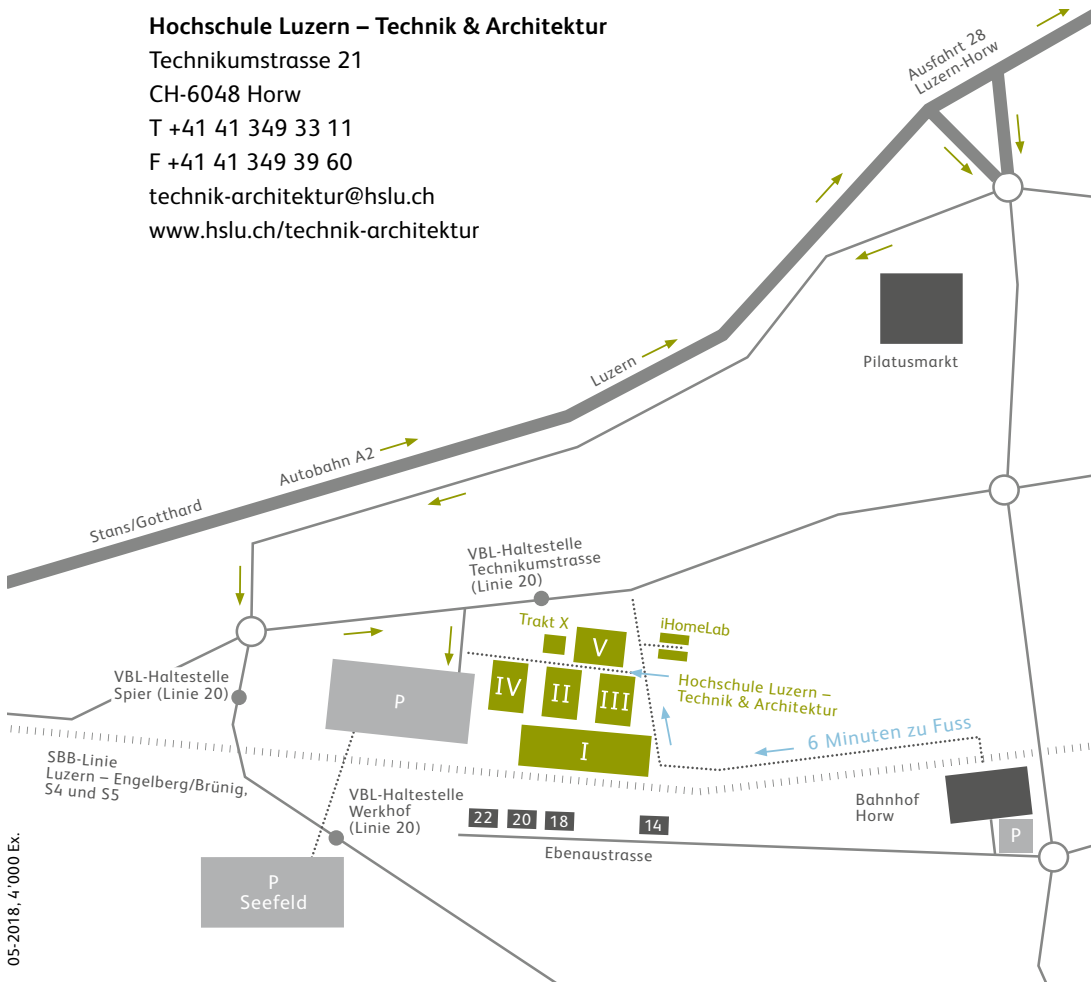 Hochschule Luzern – Technik & Architektur
Technikumstrasse 21
CH-6048 Horw
T +41 41 349 33 11
F +41 41 349 39 60
technik-architektur@hslu.ch
www.hslu.ch/technik-architektur
Ausfahrt 28
Luzern-Horw
Pilatusmarkt
Luzern
Autobahn A2
Stans/Gotthard
VBL-Haltestelle
Technikumstrasse
(Linie 20)
Trakt X
iHomeLab
V
IV
II
III
I
Hochschule Luzern –
Technik & Architektur
VBL-Haltestelle
Spier (Linie 20)
P
6 Minuten zu Fuss
SBB-Linie
Luzern – Engelberg/Brünig,
S4 und S5
VBL-Haltestelle
Werkhof
(Linie 20)
22
20
18
14
Ebenaustrasse
Bahnhof
Horw
P
P
Seefeld
05-2018, 4'000 Ex.